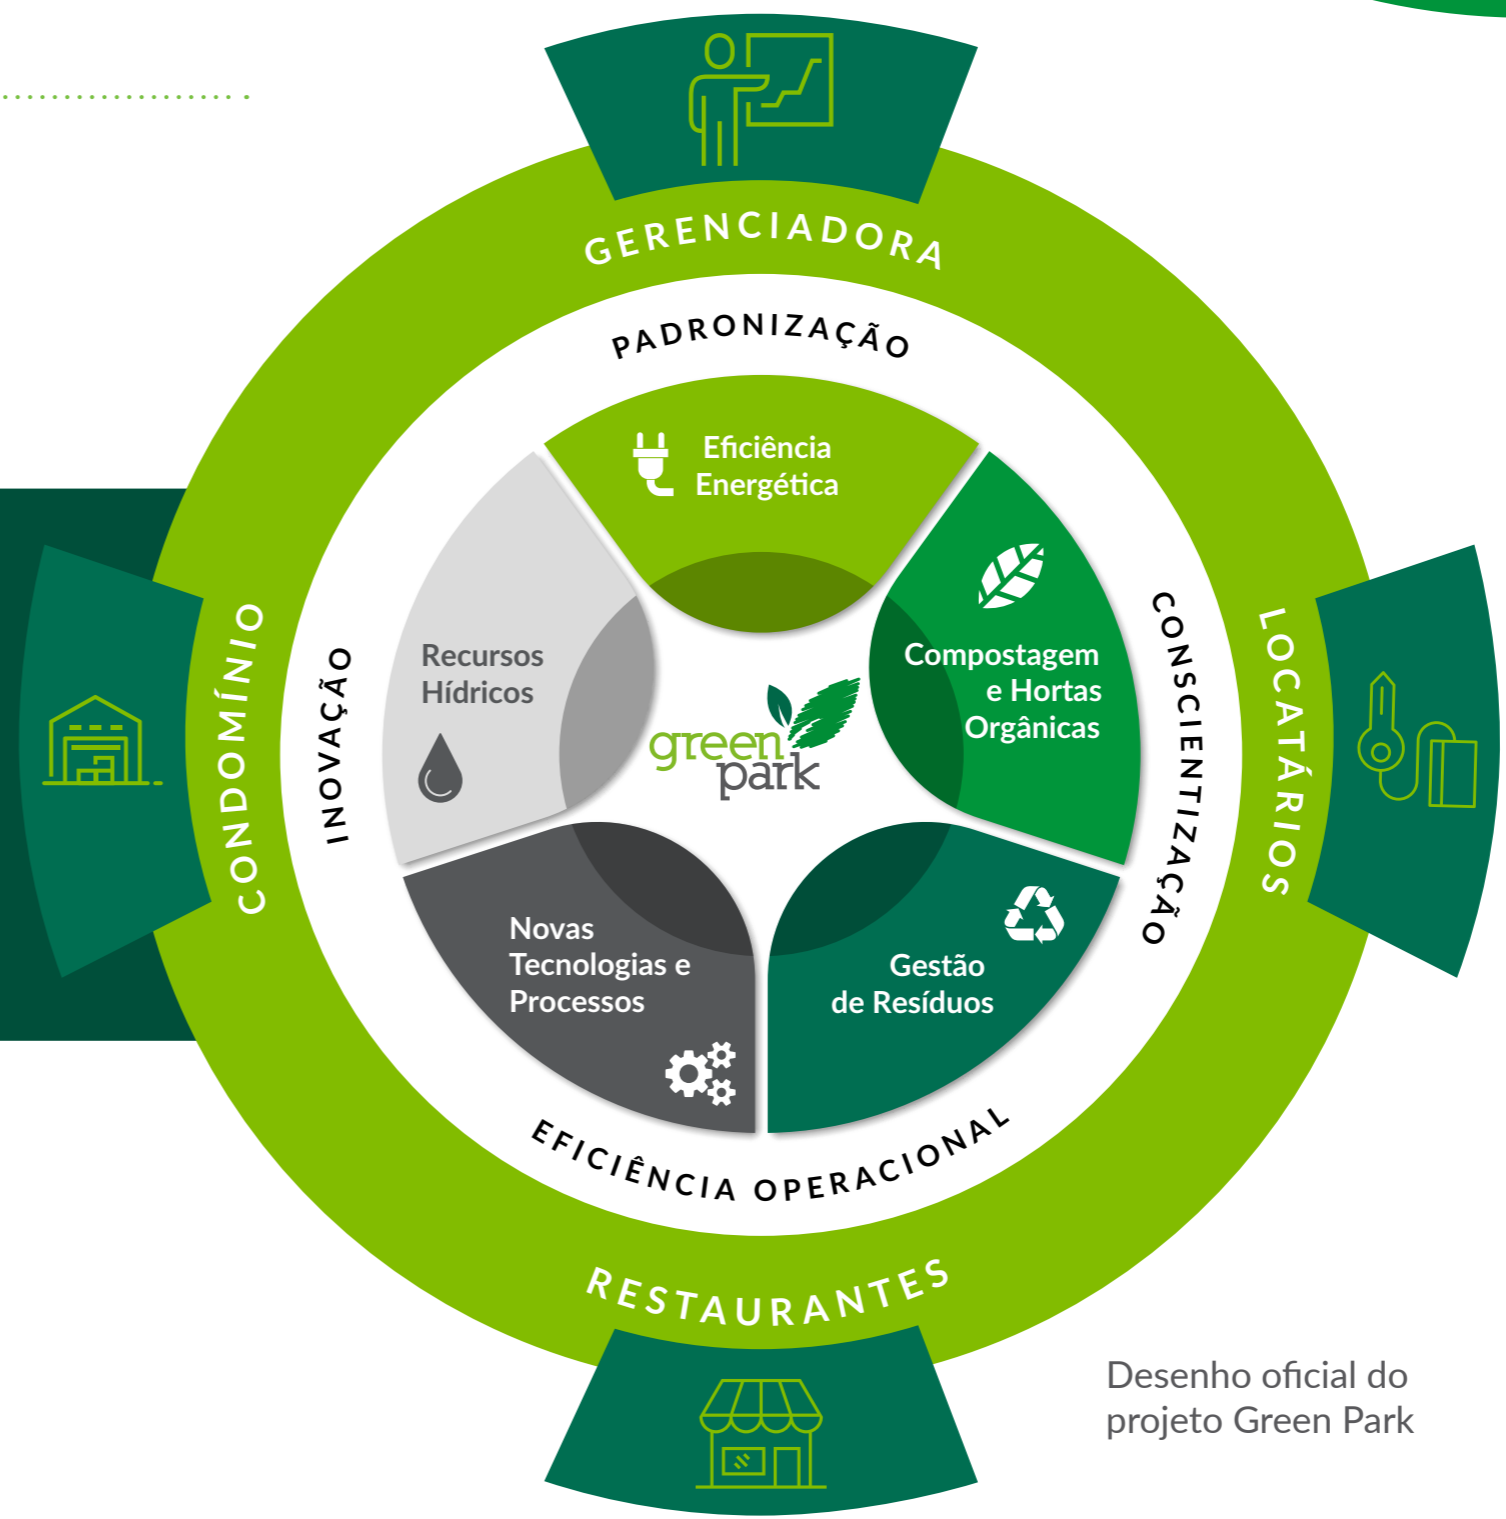 GERENCIADORA
PADRONIZAÇÃO
Eficiência
Energética
Compostagem
e Hortas
Orgânicas
CONSCIENTIZAÇÃO
LOCATÁRIOS
CONDOMÍNIO
INOVAÇÃO
Recursos
Hídricos
green
park
Novas
Tecnologias e
Processos
Gestão
de Resíduos
EFICIÊNCIA OPERACIONAL
RESTAURANTES
Desenho oficial do
projeto Green Park